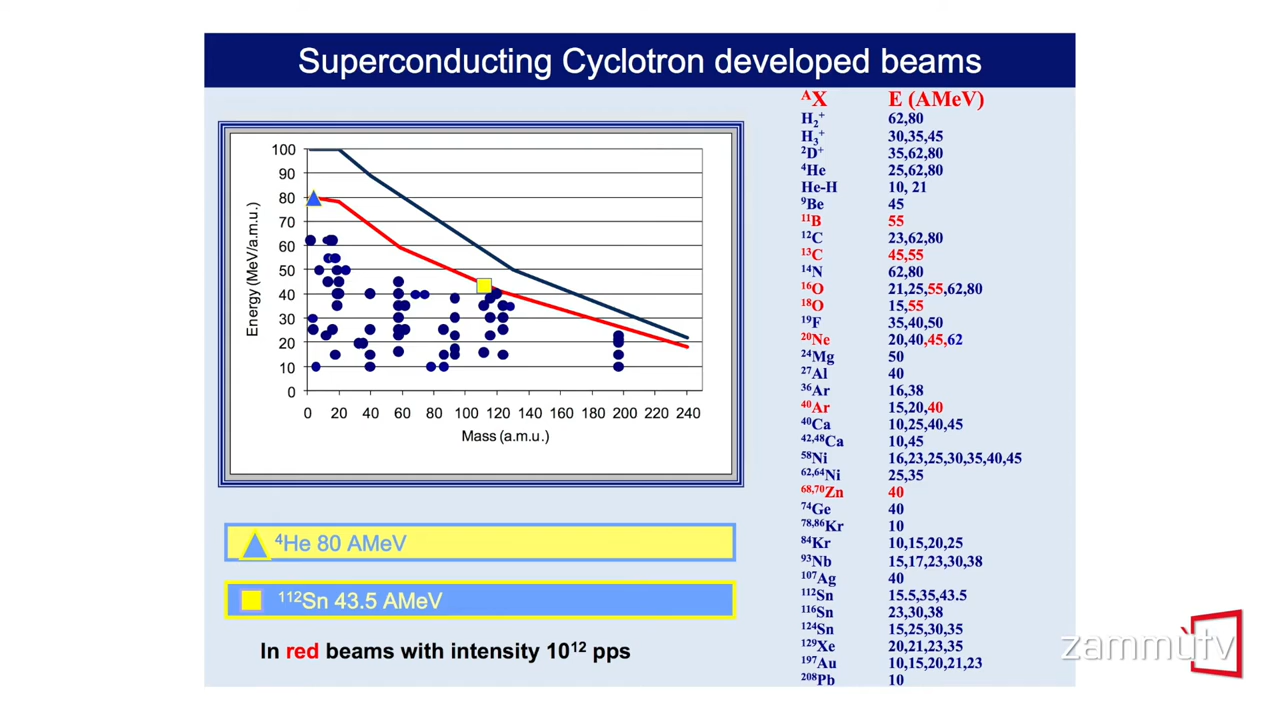 Superconducting Cyclotron developed beams
100
90
80
70
60
50
40
30
20
10
0
0 20 40 60 80 100 120 140 160 180 200 220 240
Energy (MeV/a.m.u.)
Mass (a.m.u.)
⁴He 80 AMeV
¹¹²Sn 43.5 AMeV
In red beams with intensity 10¹² pps
ᴬX E (AMeV)
H₂⁺ 62,80
H₃⁺ 30,35,45
²D⁺ 35,62,80
⁴He 25,62,80
He-H 10, 21
⁹Be 45
¹¹B 55
¹²C 23,62,80
¹³C 45,55
¹⁴N 62,80
¹⁶O 21,25,55,62,80
¹⁸O 15,55
¹⁹F 35,40,50
²⁰Ne 20,40,45,62
²⁴Mg 50
²⁷Al 40
³⁶Ar 16,38
⁴⁰Ar 15,20,40
⁴⁰Ca 10,25,40,45
⁴²,⁴⁸Ca 10,45
⁵⁸Ni 16,23,25,30,35,40,45
⁶²,⁶⁴Ni 25,35
⁶⁸,⁷⁰Zn 40
⁷⁴Ge 40
⁷⁸,⁸⁶Kr 10
⁸⁴Kr 10,15,20,25
⁹³Nb 15,17,23,30,38
¹⁰⁷Ag 40
¹¹²Sn 15.5,35,43.5
¹¹⁶Sn 23,30,38
¹²⁴Sn 15,25,30,35
¹²⁹Xe 20,21,23,35
¹⁹⁷Au 10,15,20,21,23
²⁰⁸Pb 10
zammùtv